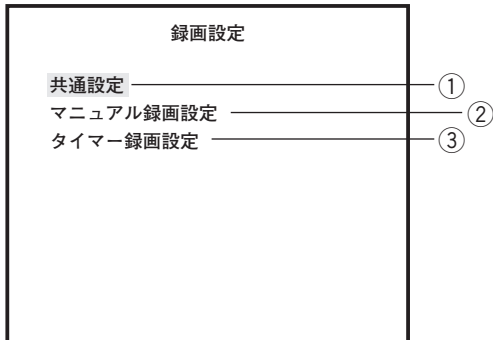 録画設定
共通設定 ①
マニュアル録画設定 ②
タイマー録画設定 ③